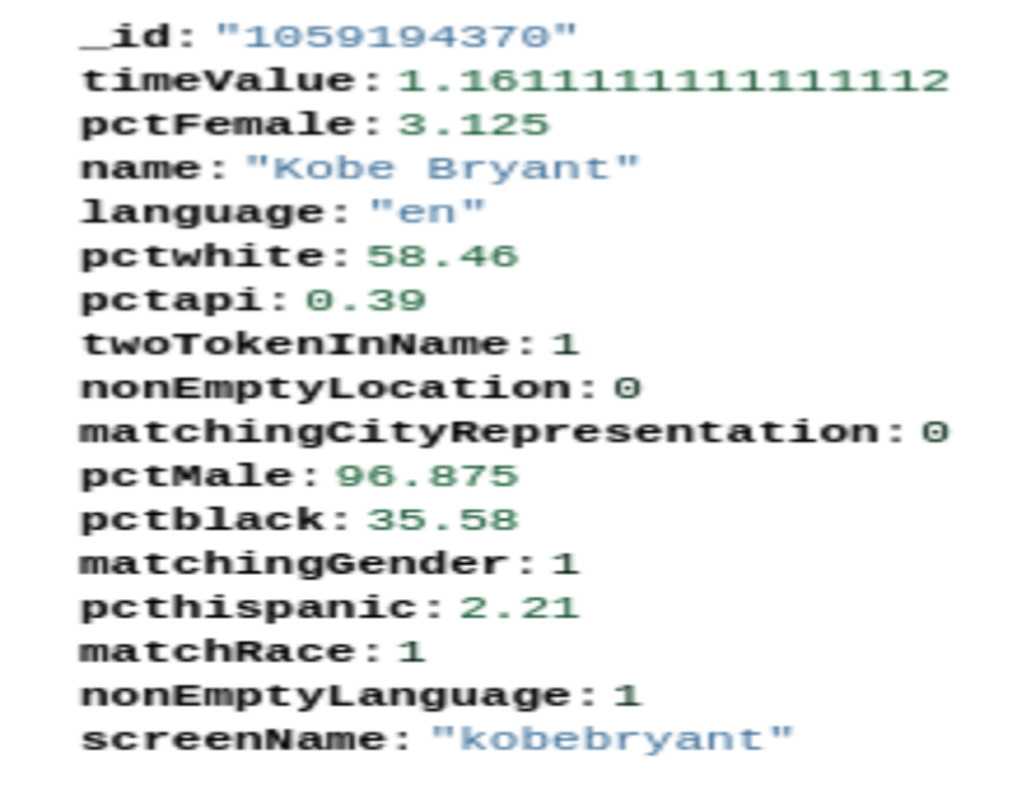 _id: "1059194370"
timeValue: 1.1611111111111112
pctFemale: 3.125
name: "Kobe Bryant"
language: "en"
pctwhite: 58.46
pctapi: 0.39
twoTokenInName: 1
nonEmptyLocation: 0
matchingCityRepresentation: 0
pctMale: 96.875
pctblack: 35.58
matchingGender: 1
pcthispanic: 2.21
matchRace: 1
nonEmptyLanguage: 1
screenName: "kobebryant"